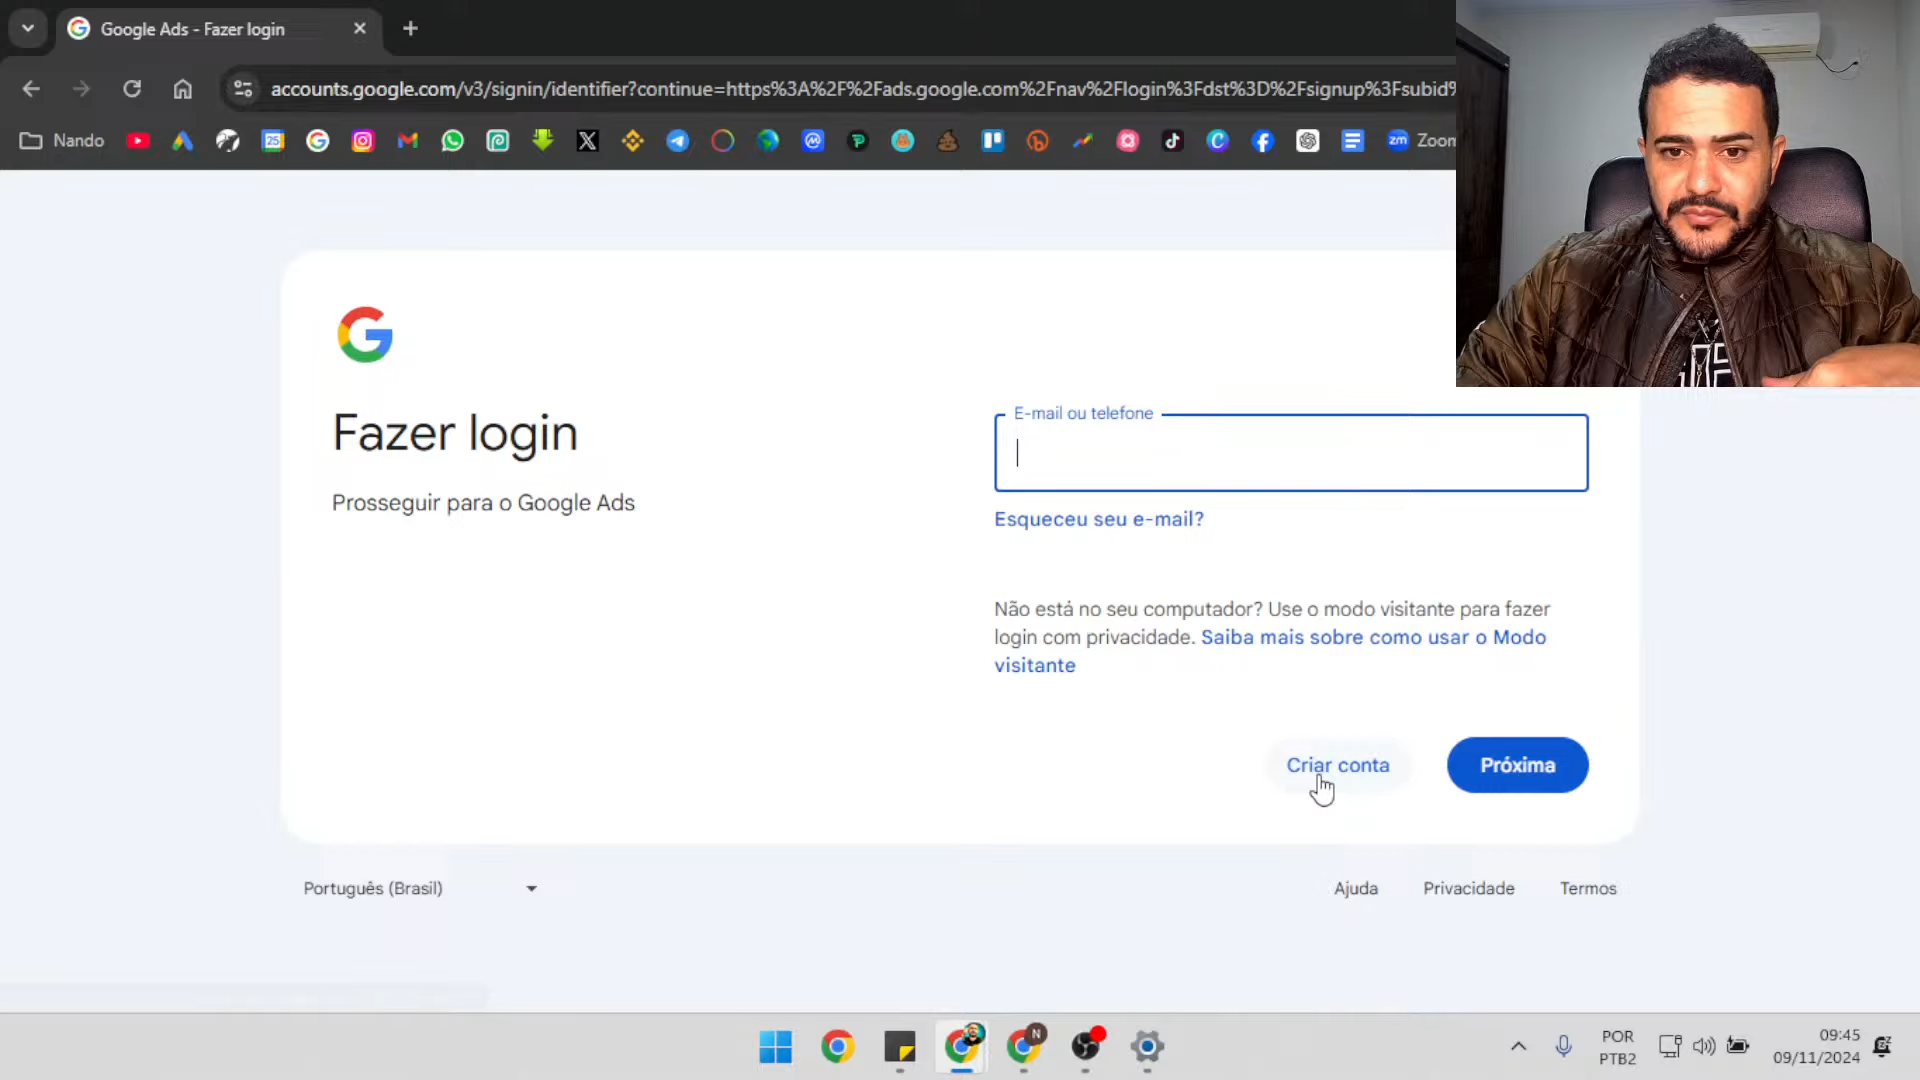 Google Ads - Fazer login
accounts.google.com/v3/signin/identifier?continue=https%3A%2F%2Fads.google.com%2Fnav%2Flogin%3Fdst%3D%2Fsignup%3Fsubid%
Nando
25
zm Zoom
Fazer login
Prosseguir para o Google Ads
E-mail ou telefone
Esqueceu seu e-mail?
Não está no seu computador? Use o modo visitante para fazer
login com privacidade. Saiba mais sobre como usar o Modo
visitante
Criar conta
Próxima
Português (Brasil)
Ajuda
Privacidade
Termos
N
POR
PTB2
09:45
09/11/2024